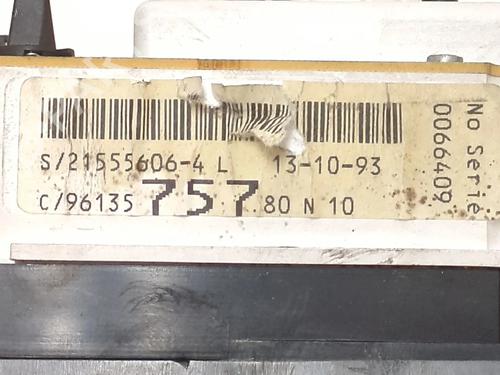 S/21555606-4 L 13-10-93
C/96135 757 80 N 10
No Serie
0066409